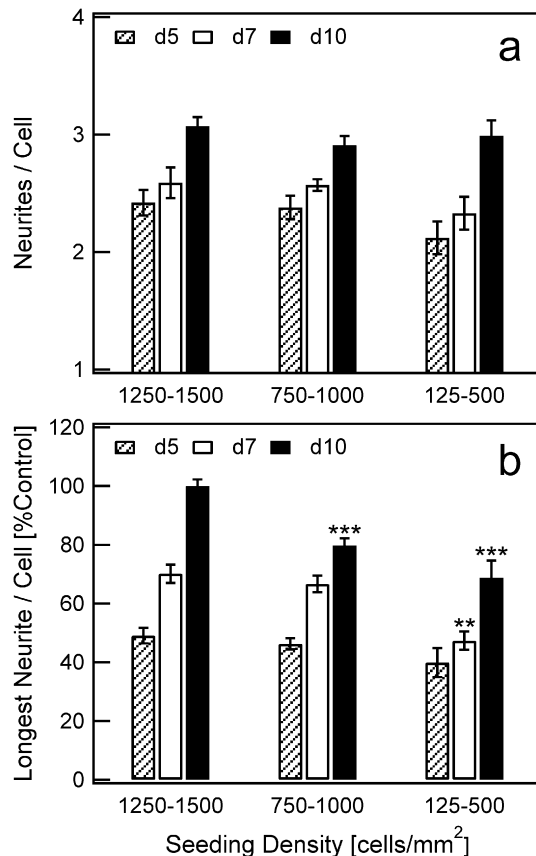 4
3
2
1
Neurites / Cell
d5 d7 d10
a
1250-1500 750-1000 125-500
120
100
80
60
40
20
0
Longest Neurite / Cell [%Control]
d5 d7 d10
b
***
***
**
1250-1500 750-1000 125-500
Seeding Density [cells/mm²]